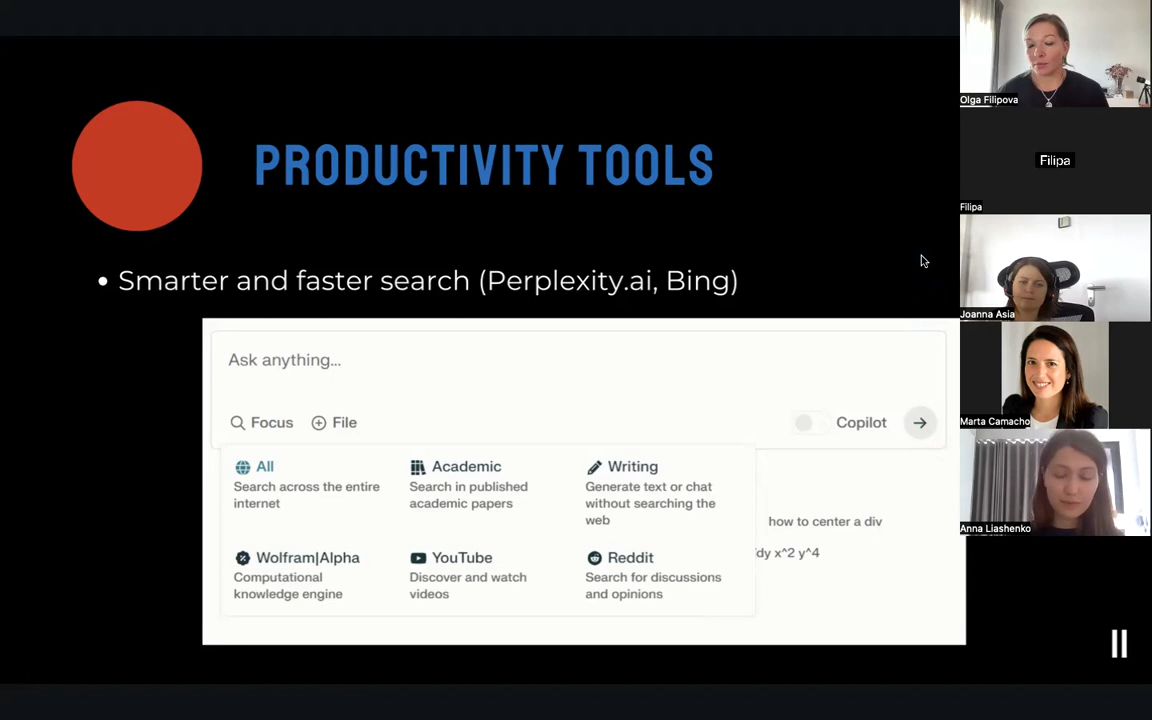 PRODUCTIVITY TOOLS
• Smarter and faster search (Perplexity.ai, Bing)
Ask anything...
Focus
File
Copilot
All
Search across the entire
internet
Academic
Search in published
academic papers
Writing
Generate text or chat
without searching the
web
how to center a div
Wolfram|Alpha
Computational
knowledge engine
YouTube
Discover and watch
videos
Reddit
Search for discussions
and opinions
dy x^2 y^4
Olga Filipova
Filipa
Filipa
Joanna Asia
Marta Camacho
Anna Liashenko